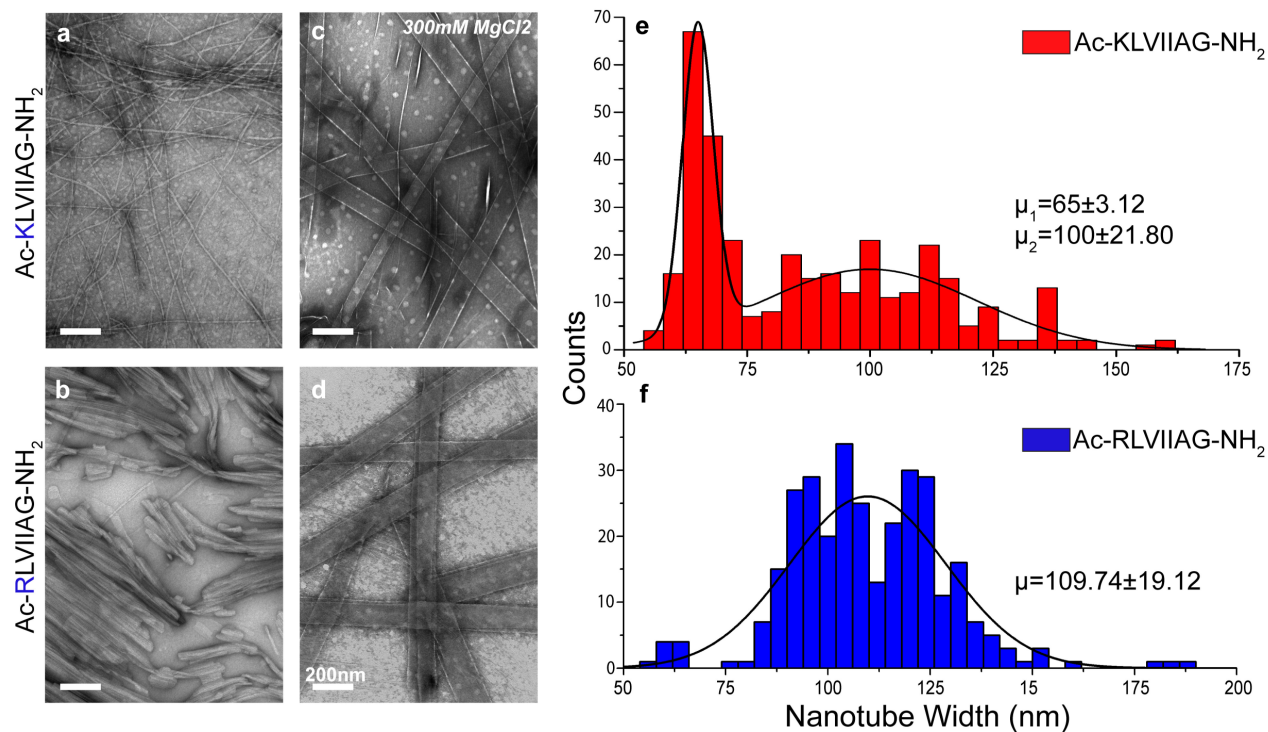 a
c
300mM MgCl2
Ac-KLVIIAG-NH₂
b
d
200nm
Ac-RLVIIAG-NH₂
e
Ac-KLVIIAG-NH₂
μ₁=65±3.12
μ₂=100±21.80
70
60
50
40
30
20
10
0
50
75
100
125
150
175
Counts
f
Ac-RLVIIAG-NH₂
μ=109.74±19.12
40
30
20
10
0
50
75
100
125
150
175
200
Nanotube Width (nm)